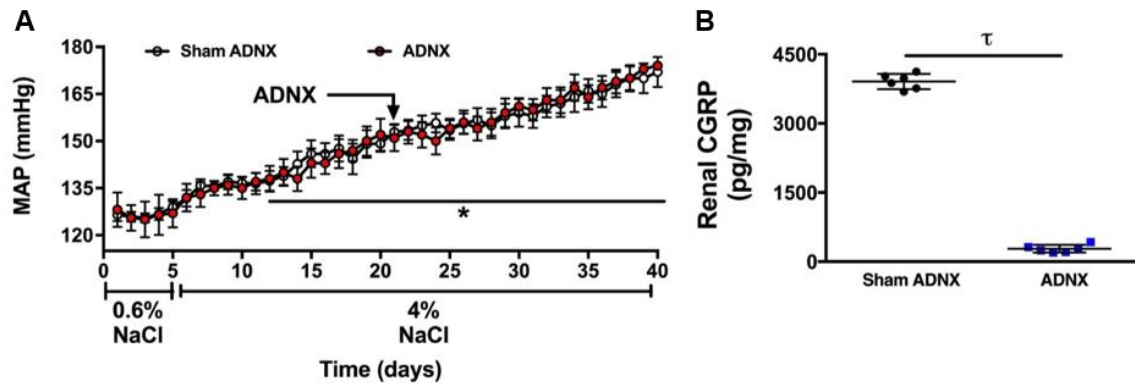 A
MAP (mmHg)
180
165
150
135
120
Sham ADNX
ADNX
ADNX
*
0 5 10 15 20 25 30 35 40
0.6%
NaCl
4%
NaCl
Time (days)
B
Renal CGRP
(pg/mg)
4500
3000
1500
0
τ
Sham ADNX
ADNX